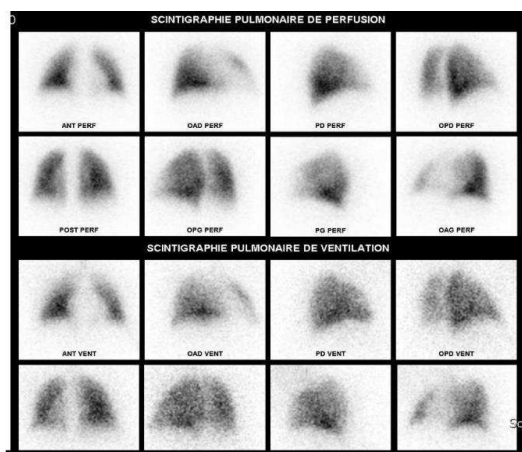 SCINTIGRAPHIE PULMONAIRE DE PERFUSION
ANT PERF OAD PERF PD PERF OPD PERF
POST PERF OPG PERF PG PERF OAG PERF
SCINTIGRAPHIE PULMONAIRE DE VENTILATION
ANT VENT OAD VENT PD VENT OPD VENT